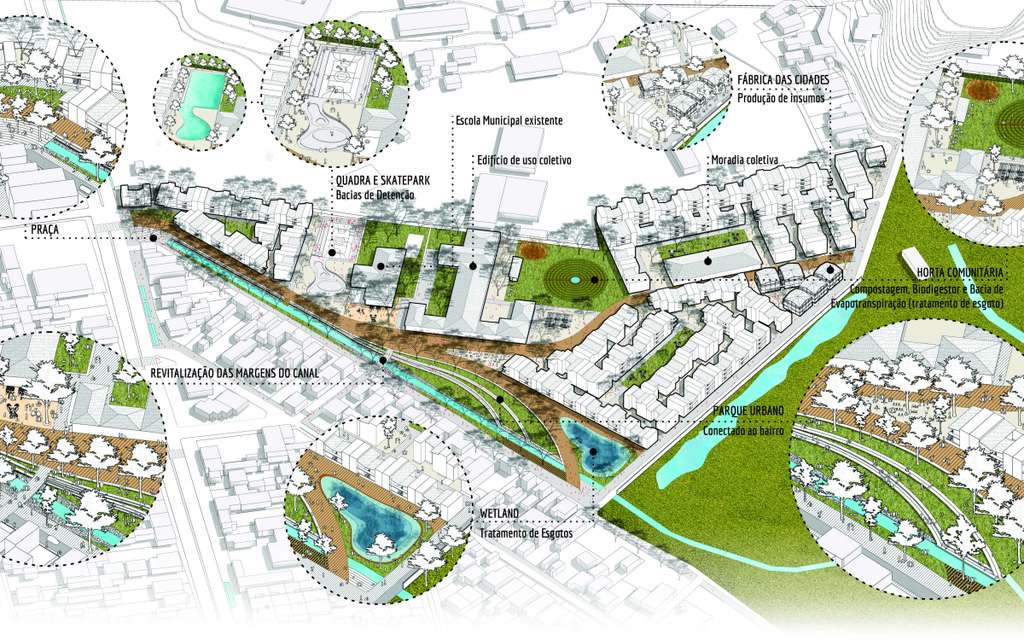 FÁBRICA DAS CIDADES
Produção de insumos
Escola Municipal existente
Edifício de uso coletivo
Moradia coletiva
QUADRA E SKATEPARK
Bacias de Detenção
PRAÇA
HORTA COMUNITÁRIA
Compostagem, Biodigestor e Bacia de
Evapotranspiração (tratamento de esgoto)
REVITALIZAÇÃO DAS MARGENS DO CANAL
PARQUE URBANO
Conectado ao bairro
WETLAND
Tratamento de Esgotos